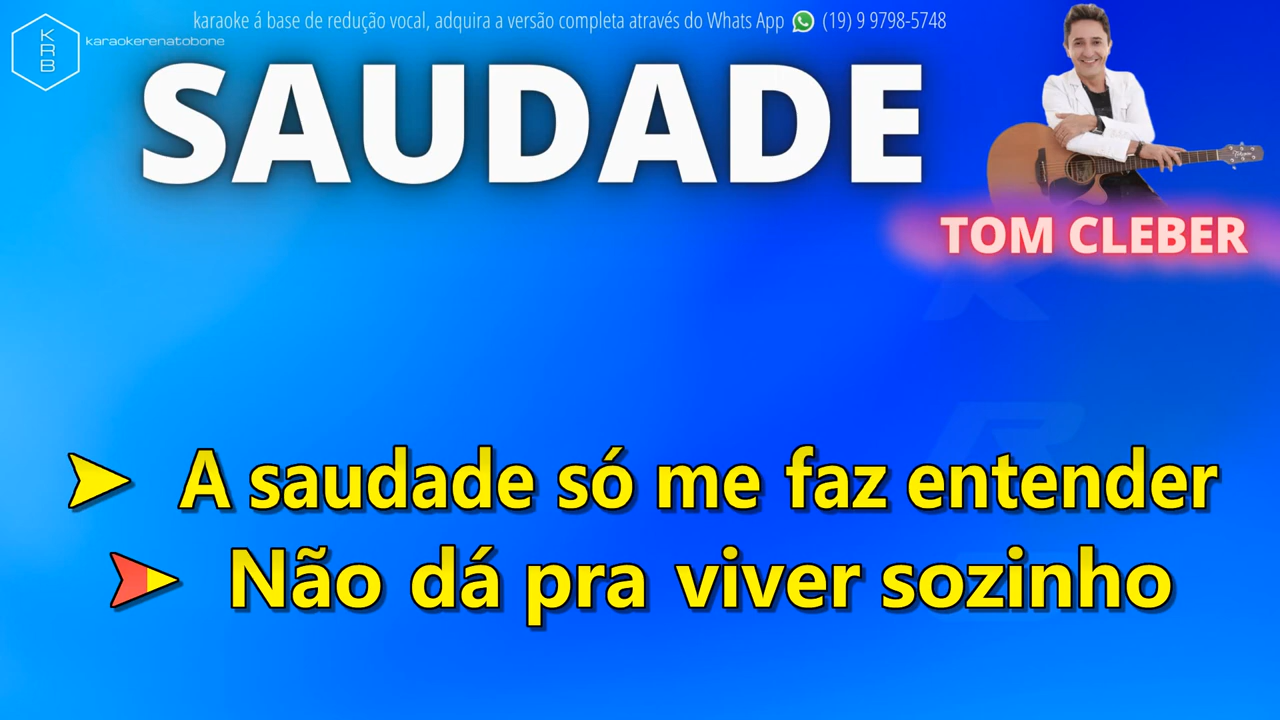 karaoke á base de redução vocal, adquira a versão completa através do Whats App (19) 9 9798-5748
KRB
karaokerenatobone
SAUDADE
TOM CLEBER
A saudade só me faz entender
Não dá pra viver sozinho